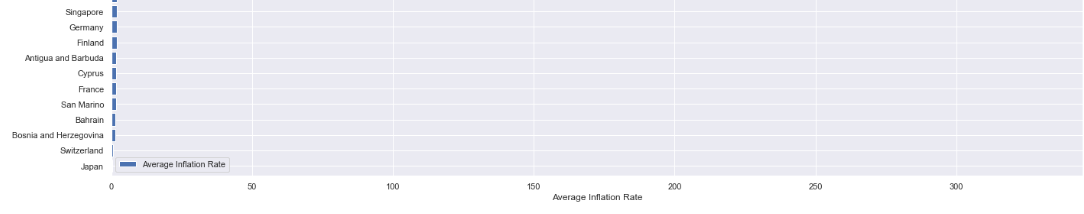 Singapore
Germany
Finland
Antigua and Barbuda
Cyprus
France
San Marino
Bahrain
Bosnia and Herzegovina
Switzerland
Japan
Average Inflation Rate
0 50 100 150 200 250 300
Average Inflation Rate